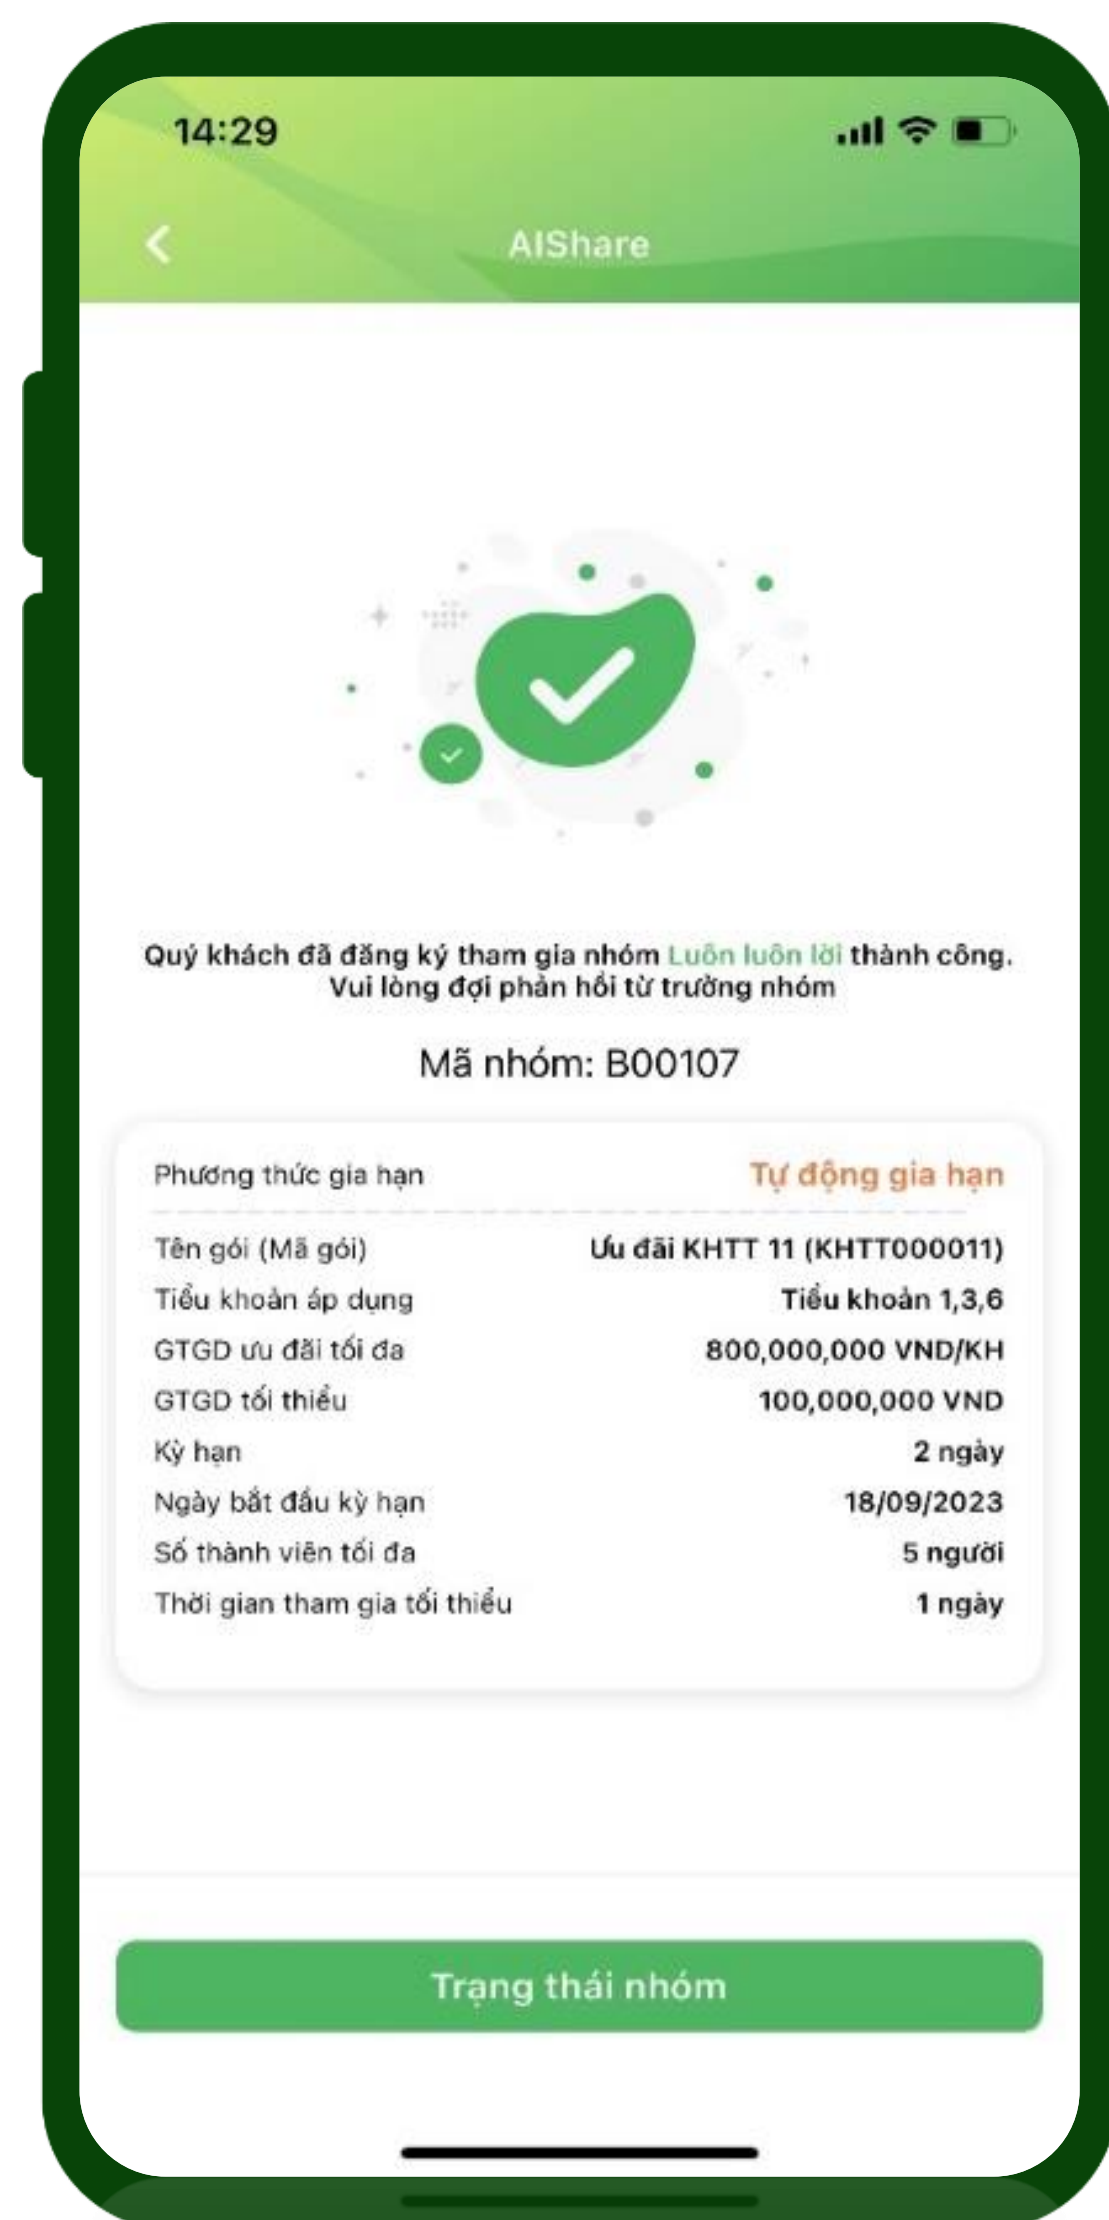 14:29
AIShare
Quý khách đã đăng ký tham gia nhóm Luôn luôn lời thành công.
Vui lòng đợi phản hồi từ trưởng nhóm
Mã nhóm: B00107
Phương thức gia hạn Tự động gia hạn
Tên gói (Mã gói) Ưu đãi KHTT 11 (KHTT000011)
Tiểu khoản áp dụng Tiểu khoản 1,3,6
GTGD ưu đãi tối đa 800,000,000 VND/KH
GTGD tối thiểu 100,000,000 VND
Kỳ hạn 2 ngày
Ngày bắt đầu kỳ hạn 18/09/2023
Số thành viên tối đa 5 người
Thời gian tham gia tối thiểu 1 ngày
Trạng thái nhóm